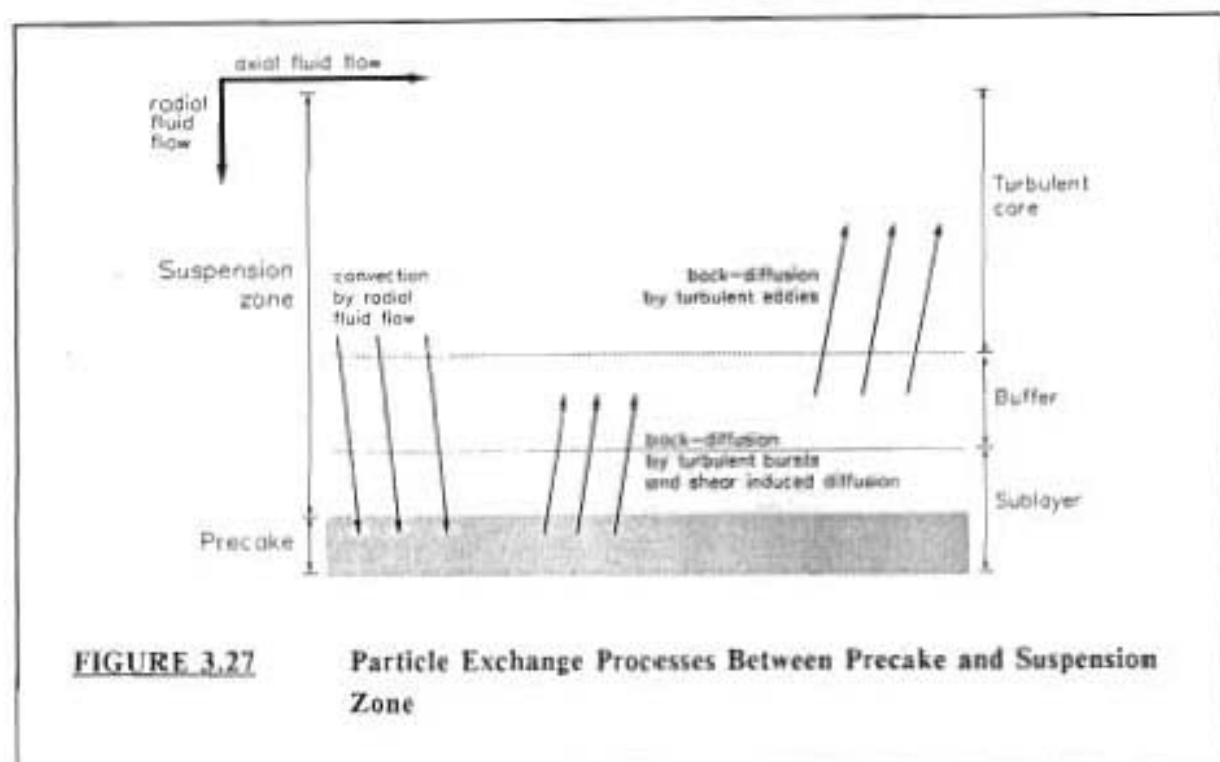 axial fluid flow
radial
fluid
flow
Suspension
zone
convection
by radial
fluid flow
back-diffusion
by turbulent eddies
Turbulent
core
Buffer
back-diffusion
by turbulent bursts
and shear induced diffusion
Sublayer
Precake
FIGURE 3.27 Particle Exchange Processes Between Precake and Suspension
Zone